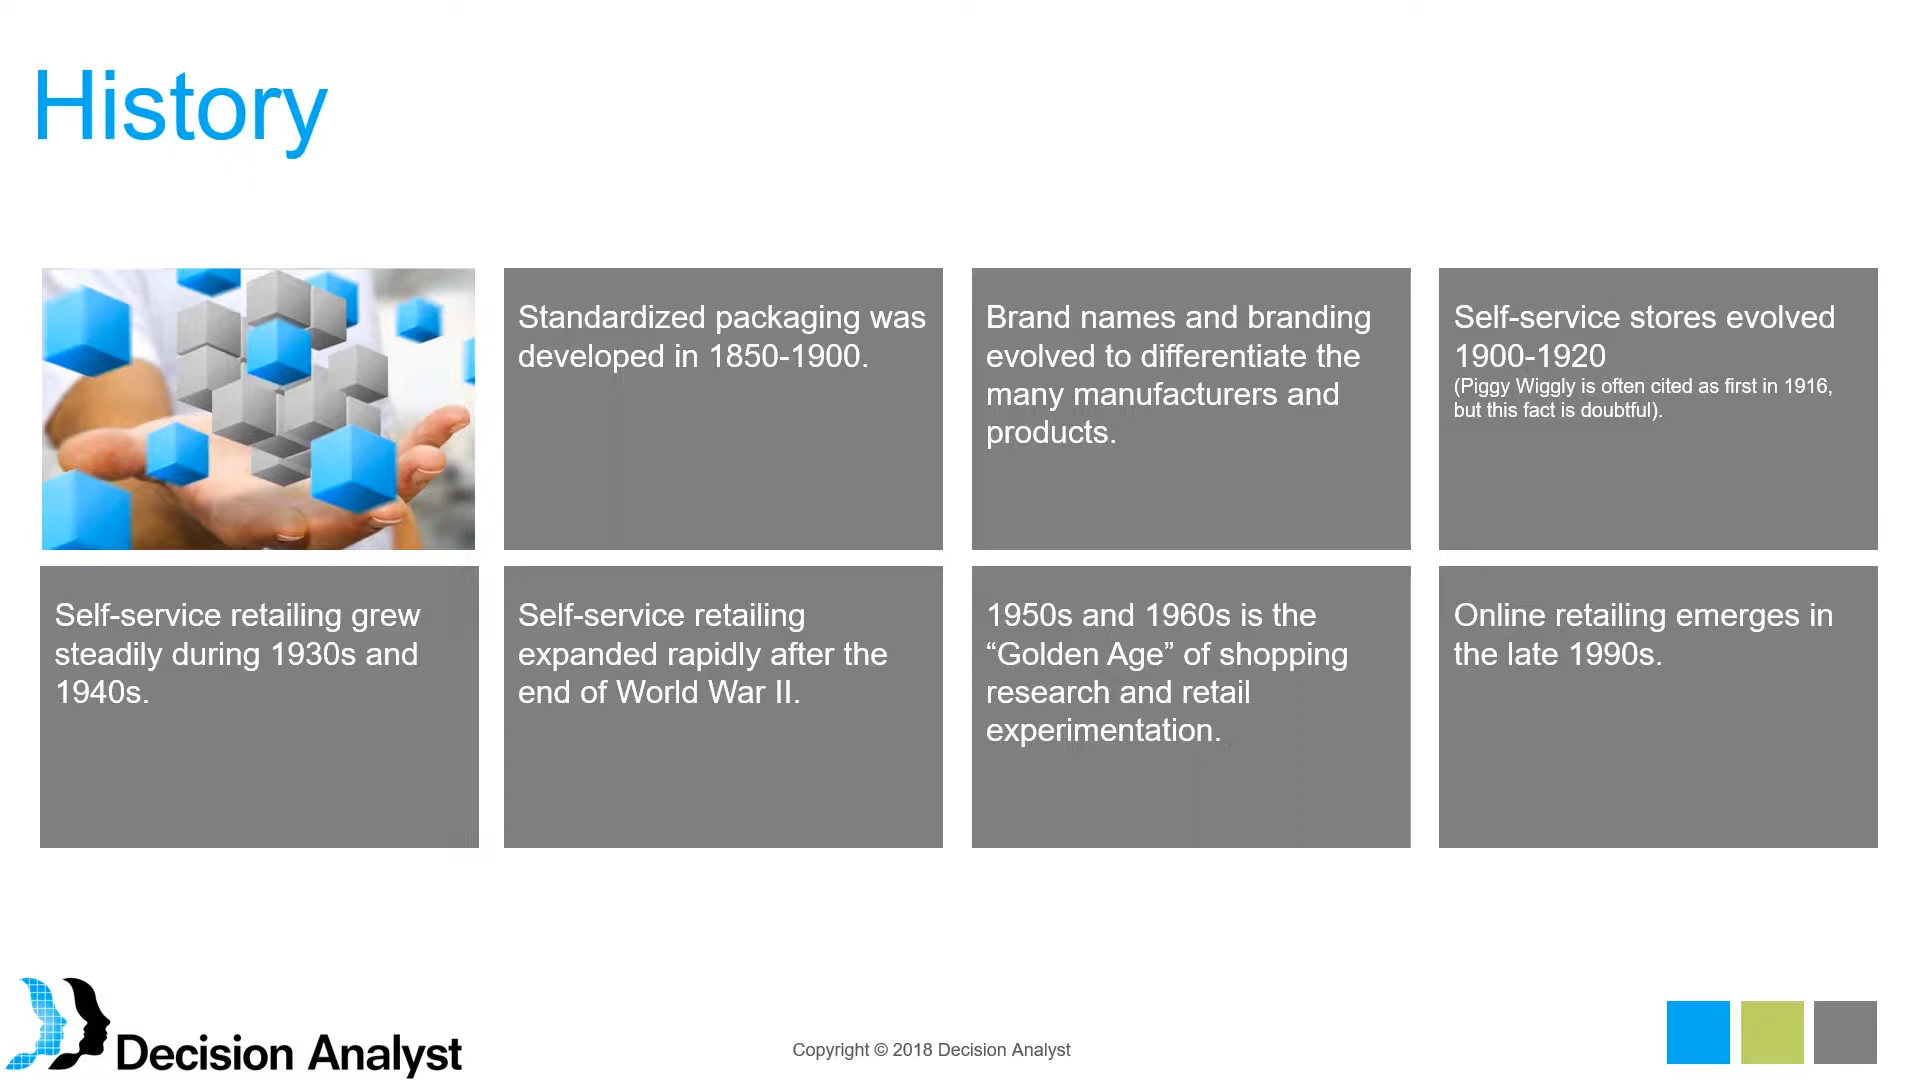 History
Standardized packaging was
developed in 1850-1900.
Brand names and branding
evolved to differentiate the
many manufacturers and
products.
Self-service stores evolved
1900-1920
(Piggy Wiggly is often cited as first in 1916,
but this fact is doubtful).
Self-service retailing grew
steadily during 1930s and
1940s.
Self-service retailing
expanded rapidly after the
end of World War II.
1950s and 1960s is the
“Golden Age” of shopping
research and retail
experimentation.
Online retailing emerges in
the late 1990s.
Decision Analyst
Copyright © 2018 Decision Analyst